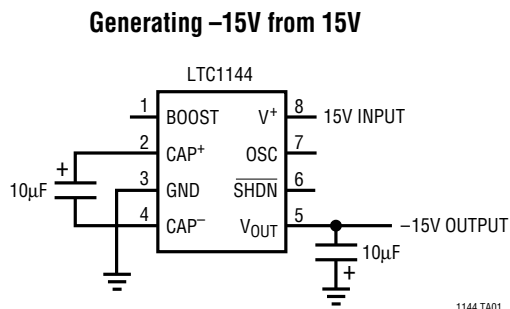 Generating –15V from 15V
LTC1144
1 BOOST V+ 8 15V INPUT
2 CAP+ OSC 7
+
10µF
3 GND SHDN 6
4 CAP– VOUT 5 –15V OUTPUT
10µF
+
1144 TA01